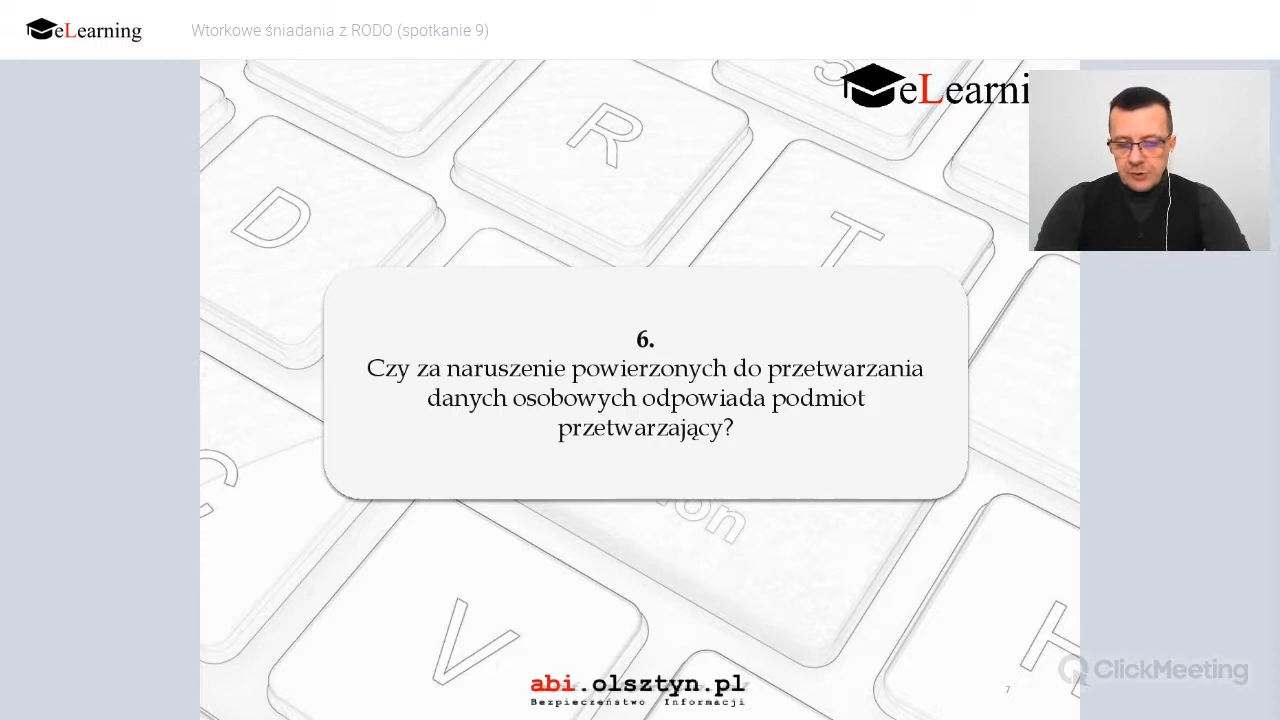 eLearning
Wtorkowe śniadania z RODO (spotkanie 9)
eLearni
R
D
T
6.
Czy za naruszenie powierzonych do przetwarzania
danych osobowych odpowiada podmiot
przetwarzający?
on
V
H
abi.olsztyn.pl
Bezpieczeństwo Informacji
7
ClickMeeting